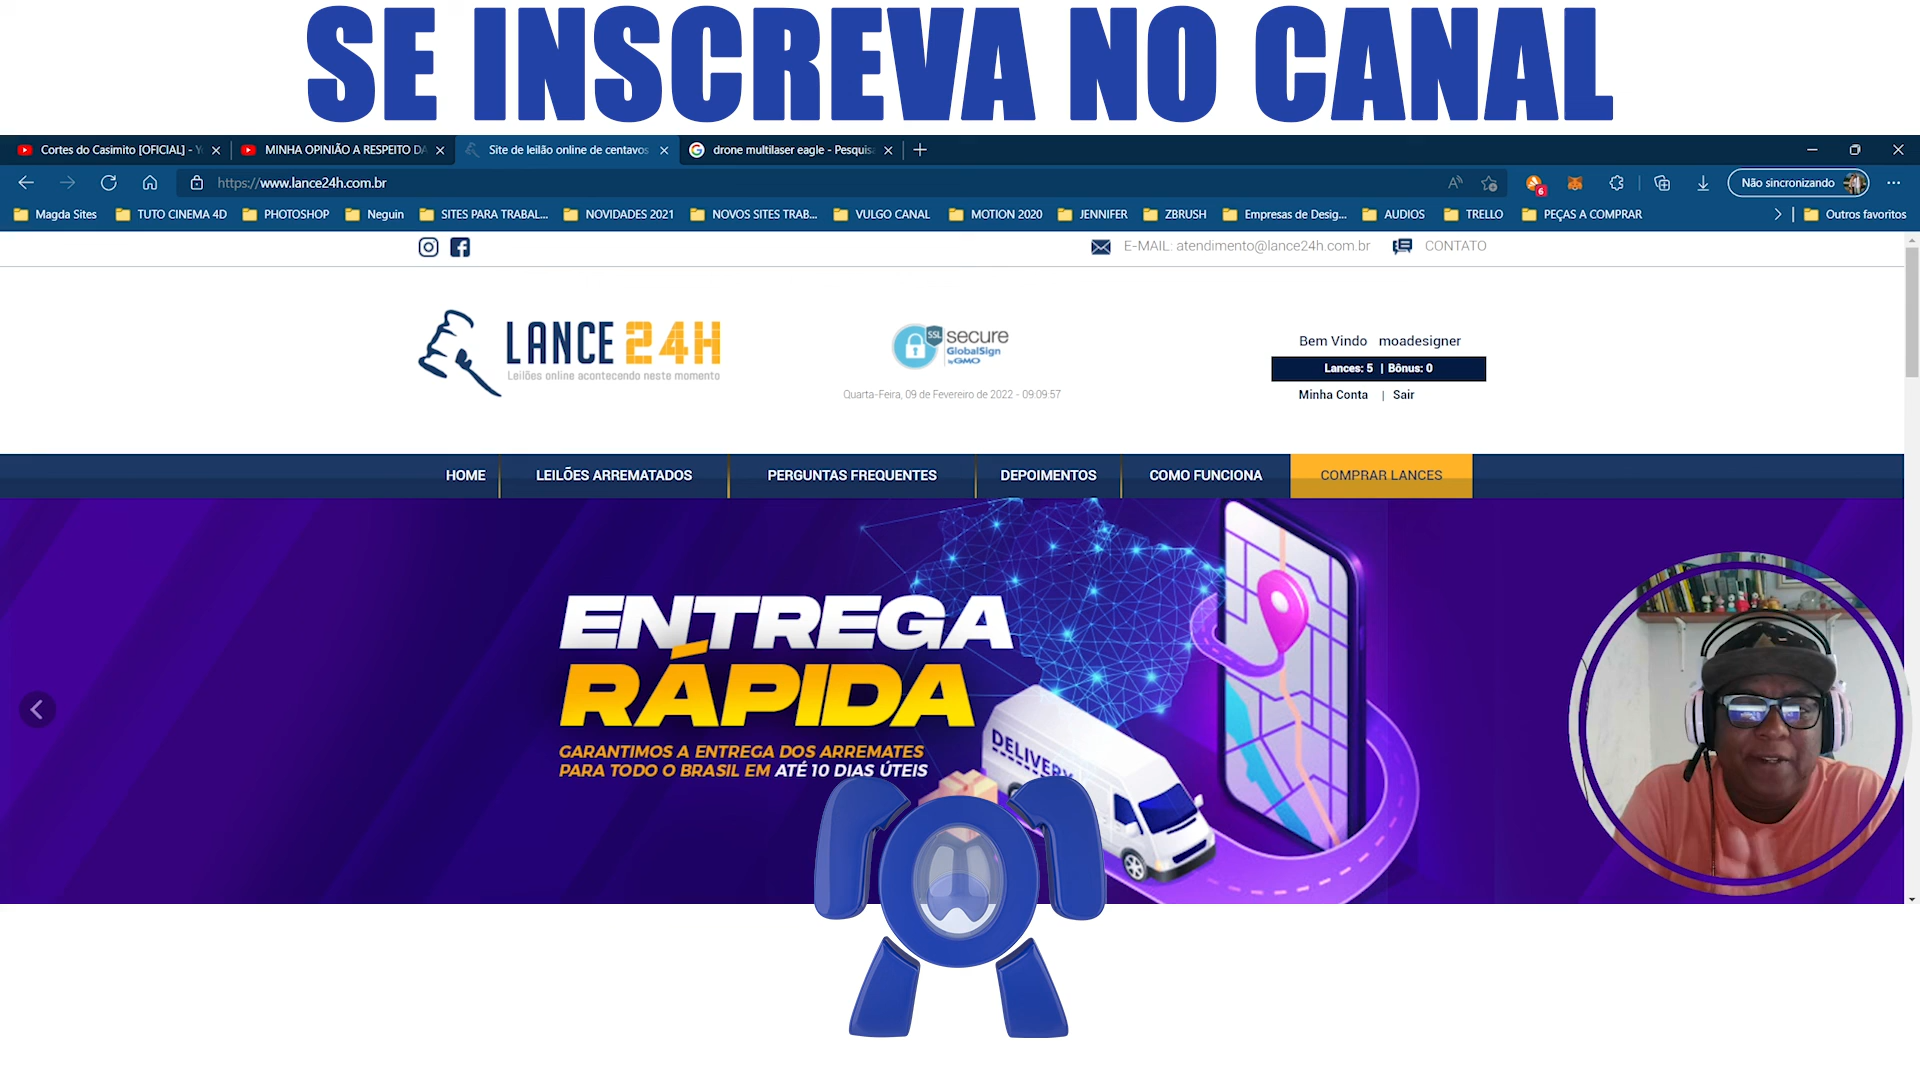 SE INSCREVA NO CANAL
Cortes do Casimito [OFICIAL] - Y
MINHA OPINIÃO A RESPEITO DA
Site de leilão online de centavos
drone multilaser eagle - Pesquisa
https://www.lance24h.com.br
6
Não sincronizando
Magda Sites
TUTO CINEMA 4D
PHOTOSHOP
Neguin
SITES PARA TRABAL...
NOVIDADES 2021
NOVOS SITES TRAB...
VULGO CANAL
MOTION 2020
JENNIFER
ZBRUSH
Empresas de Desig...
AUDIOS
TRELLO
PEÇAS A COMPRAR
Outros favoritos
E-MAIL: atendimento@lance24h.com.br
CONTATO
LANCE 24H
Leilões online acontecendo neste momento
SSL
secure
GlobalSign
by GMO
Quarta-Feira, 09 de Fevereiro de 2022 - 09:09:57
Bem Vindo moadesigner
Lances: 5 | Bônus: 0
Minha Conta | Sair
HOME
LEILÕES ARREMATADOS
PERGUNTAS FREQUENTES
DEPOIMENTOS
COMO FUNCIONA
COMPRAR LANCES
ENTREGA
RÁPIDA
GARANTIMOS A ENTREGA DOS ARREMATES
PARA TODO O BRASIL EM ATÉ 10 DIAS ÚTEIS
DELIVERY